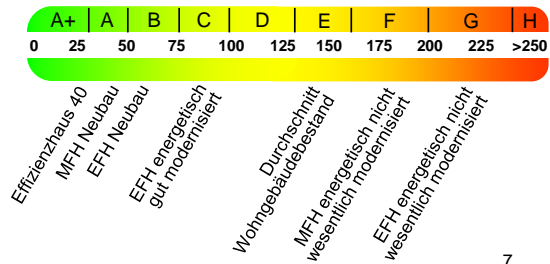 A+ A B C D E F G H
0 25 50 75 100 125 150 175 200 225 >250
Effizienzhaus 40
MFH Neubau
EFH Neubau
EFH energetisch
gut modernisiert
Durchschnitt
Wohngebäudebestand
MFH energetisch nicht
wesentlich modernisiert
EFH energetisch nicht
wesentlich modernisiert
7